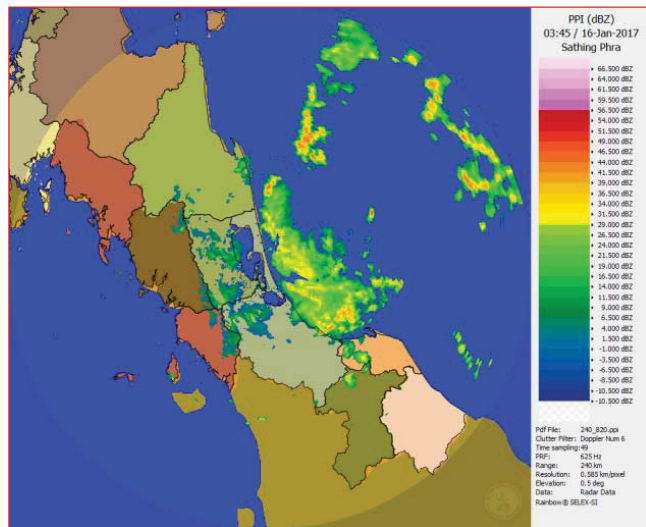 PPI (dBZ)
03:45 / 16-Jan-2017
Sathing Phra
66.500 dBZ
64.000 dBZ
61.500 dBZ
59.500 dBZ
56.500 dBZ
54.000 dBZ
51.500 dBZ
49.000 dBZ
46.500 dBZ
44.000 dBZ
41.500 dBZ
39.000 dBZ
36.500 dBZ
34.000 dBZ
31.500 dBZ
29.000 dBZ
26.500 dBZ
24.000 dBZ
21.500 dBZ
19.000 dBZ
16.500 dBZ
14.000 dBZ
11.500 dBZ
9.000 dBZ
6.500 dBZ
4.000 dBZ
1.500 dBZ
-1.000 dBZ
-3.500 dBZ
-6.500 dBZ
-8.500 dBZ
-10.500 dBZ
Pdf File: 240_820.ppi
Clutter Filter: Doppler Num 6
Time sampling: 49
PRF: 625 Hz
Range: 240 km
Resolution: 0.585 km/pixel
Elevation: 0.5 deg
Data: Radar Data
Rainbow® SELEX-SI